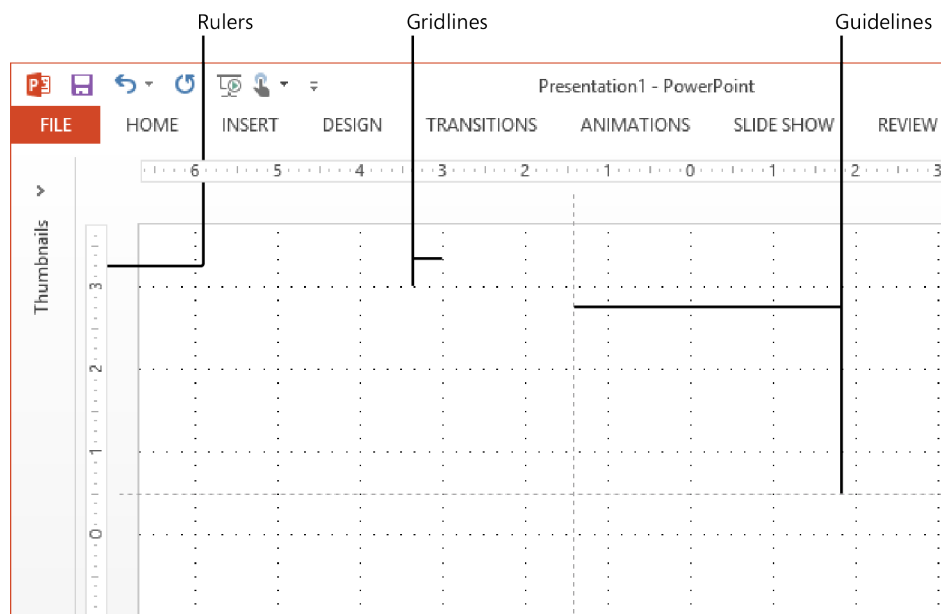 Rulers Gridlines Guidelines
Presentation1 - PowerPoint
FILE HOME INSERT DESIGN TRANSITIONS ANIMATIONS SLIDE SHOW REVIEW
6 5 4 3 2 1 0 1 2 3
Thumbnails
3
2
1
0